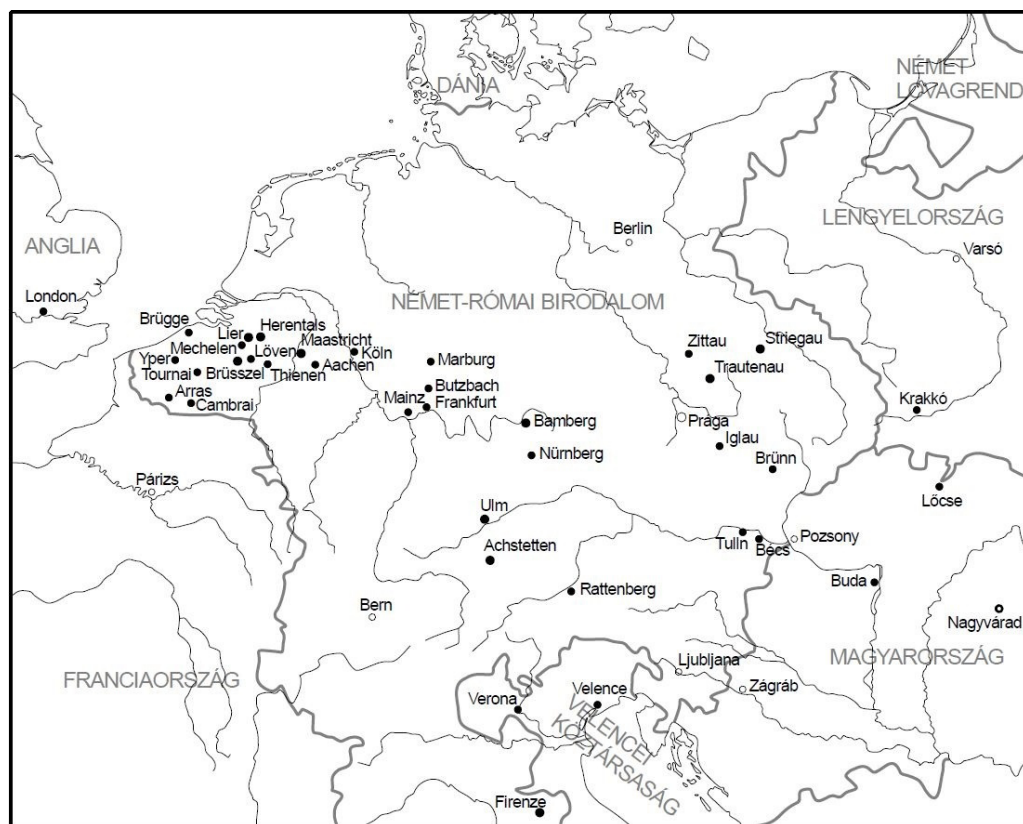 DÁNIA
NÉMET
LOVAGREND
LENGYELORSZÁG
ANGLIA
Berlin
Varsó
London
NÉMET-RÓMAI BIRODALOM
Brügge
Lier
Herentals
Maastricht
Mechelen
Löven
Köln
Yper
Brüsszel
Thienen
Aachen
Tournai
Arras
Cambrai
Marburg
Butzbach
Mainz
Frankfurt
Zittau
Striegau
Trautenau
Krakkó
Bamberg
Prága
Iglau
Nürnberg
Brünn
Párizs
Lőcse
Ulm
Achstetten
Tulln
Bécs
Pozsony
Buda
Rattenberg
Bern
Nagyvárad
MAGYARORSZÁG
FRANCIAORSZÁG
Ljubljana
Zágráb
Verona
Velence
VELENCEI
KÖZTÁRSASÁG
Firenze